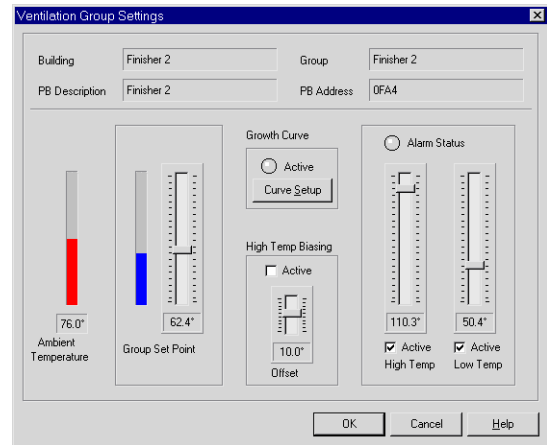 Ventilation Group Settings
Building Finisher 2 Group Finisher 2
PB Description Finisher 2 PB Address 0FA4
Growth Curve
Active
Curve Setup
Alarm Status
High Temp Biasing
Active
76.0° 62.4° 10.0° 110.3° 50.4°
Ambient Temperature
Group Set Point
Offset
Active Active
High Temp Low Temp
OK Cancel Help